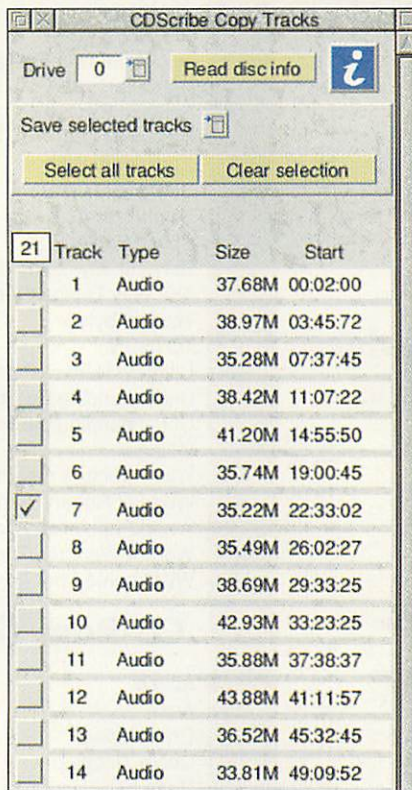 CDScribe Copy Tracks
Drive 0 Read disc info i
Save selected tracks
Select all tracks Clear selection
21 Track Type Size Start
1 Audio 37.68M 00:02:00
2 Audio 38.97M 03:45:72
3 Audio 35.28M 07:37:45
4 Audio 38.42M 11:07:22
5 Audio 41.20M 14:55:50
6 Audio 35.74M 19:00:45
7 Audio 35.22M 22:33:02
8 Audio 35.49M 26:02:27
9 Audio 38.69M 29:33:25
10 Audio 42.93M 33:23:25
11 Audio 35.88M 37:38:37
12 Audio 43.88M 41:11:57
13 Audio 36.52M 45:32:45
14 Audio 33.81M 49:09:52